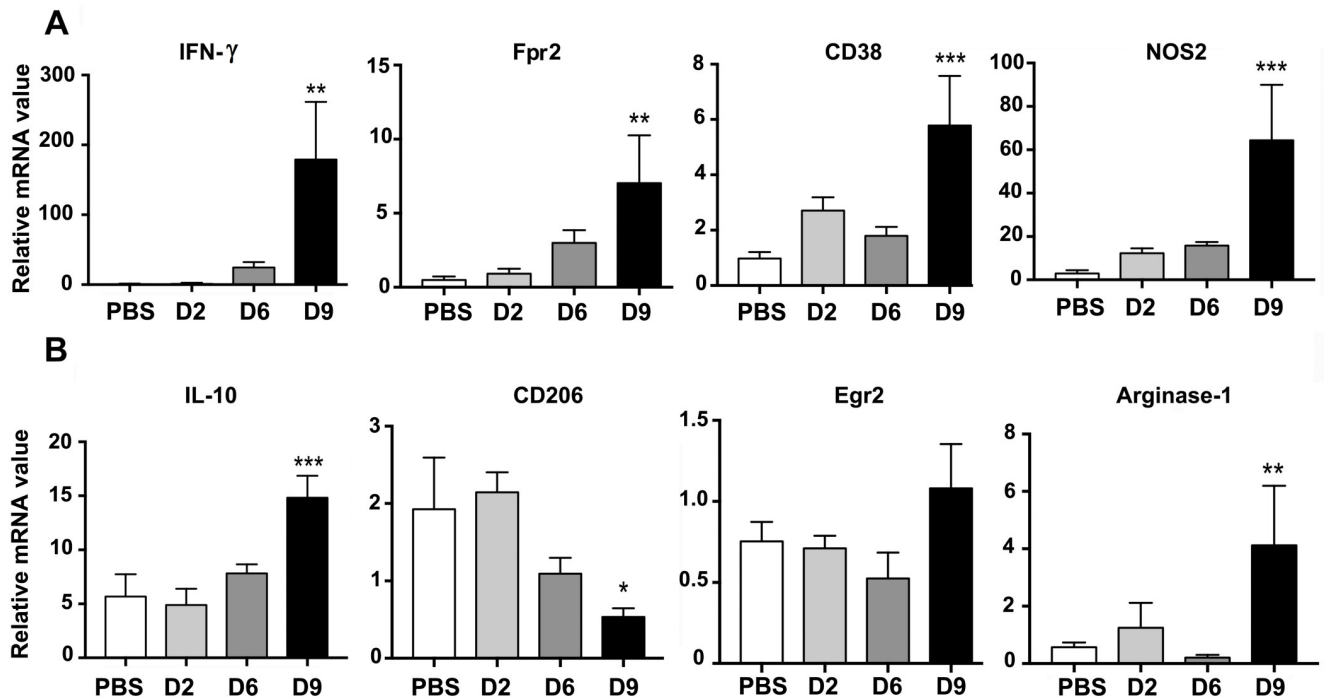 A
IFN-γ
Fpr2
CD38
NOS2
Relative mRNA value
300
200
100
0
**
PBS D2 D6 D9
15
10
5
0
**
PBS D2 D6 D9
8
6
4
2
0
***
PBS D2 D6 D9
100
80
60
40
20
0
***
PBS D2 D6 D9
B
IL-10
CD206
Egr2
Arginase-1
Relative mRNA value
20
15
10
5
0
***
PBS D2 D6 D9
3
2
1
0
*
PBS D2 D6 D9
1.5
1.0
0.5
0
PBS D2 D6 D9
8
6
4
2
0
**
PBS D2 D6 D9